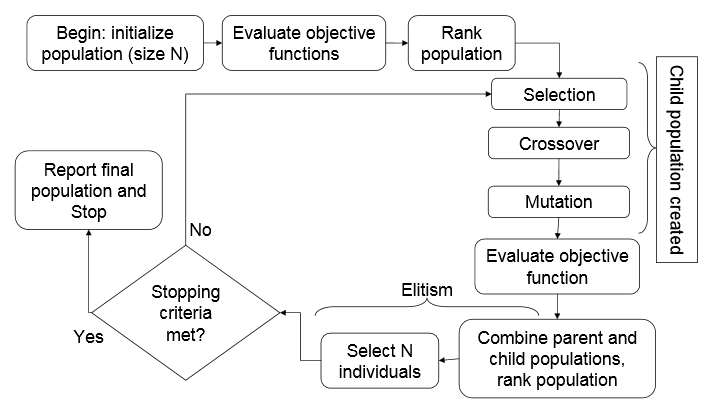 Begin: initialize
population (size N)
Evaluate objective
functions
Rank
population
Selection
Crossover
Mutation
Child population created
Evaluate objective
function
Elitism
Combine parent and
child populations,
rank population
Select N
individuals
Stopping
criteria
met?
No
Yes
Report final
population and
Stop